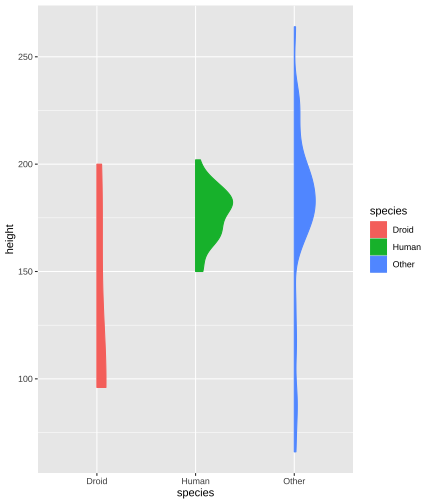 250
200
150
100
height
Droid
Human
Other
species
species
Droid
Human
Other